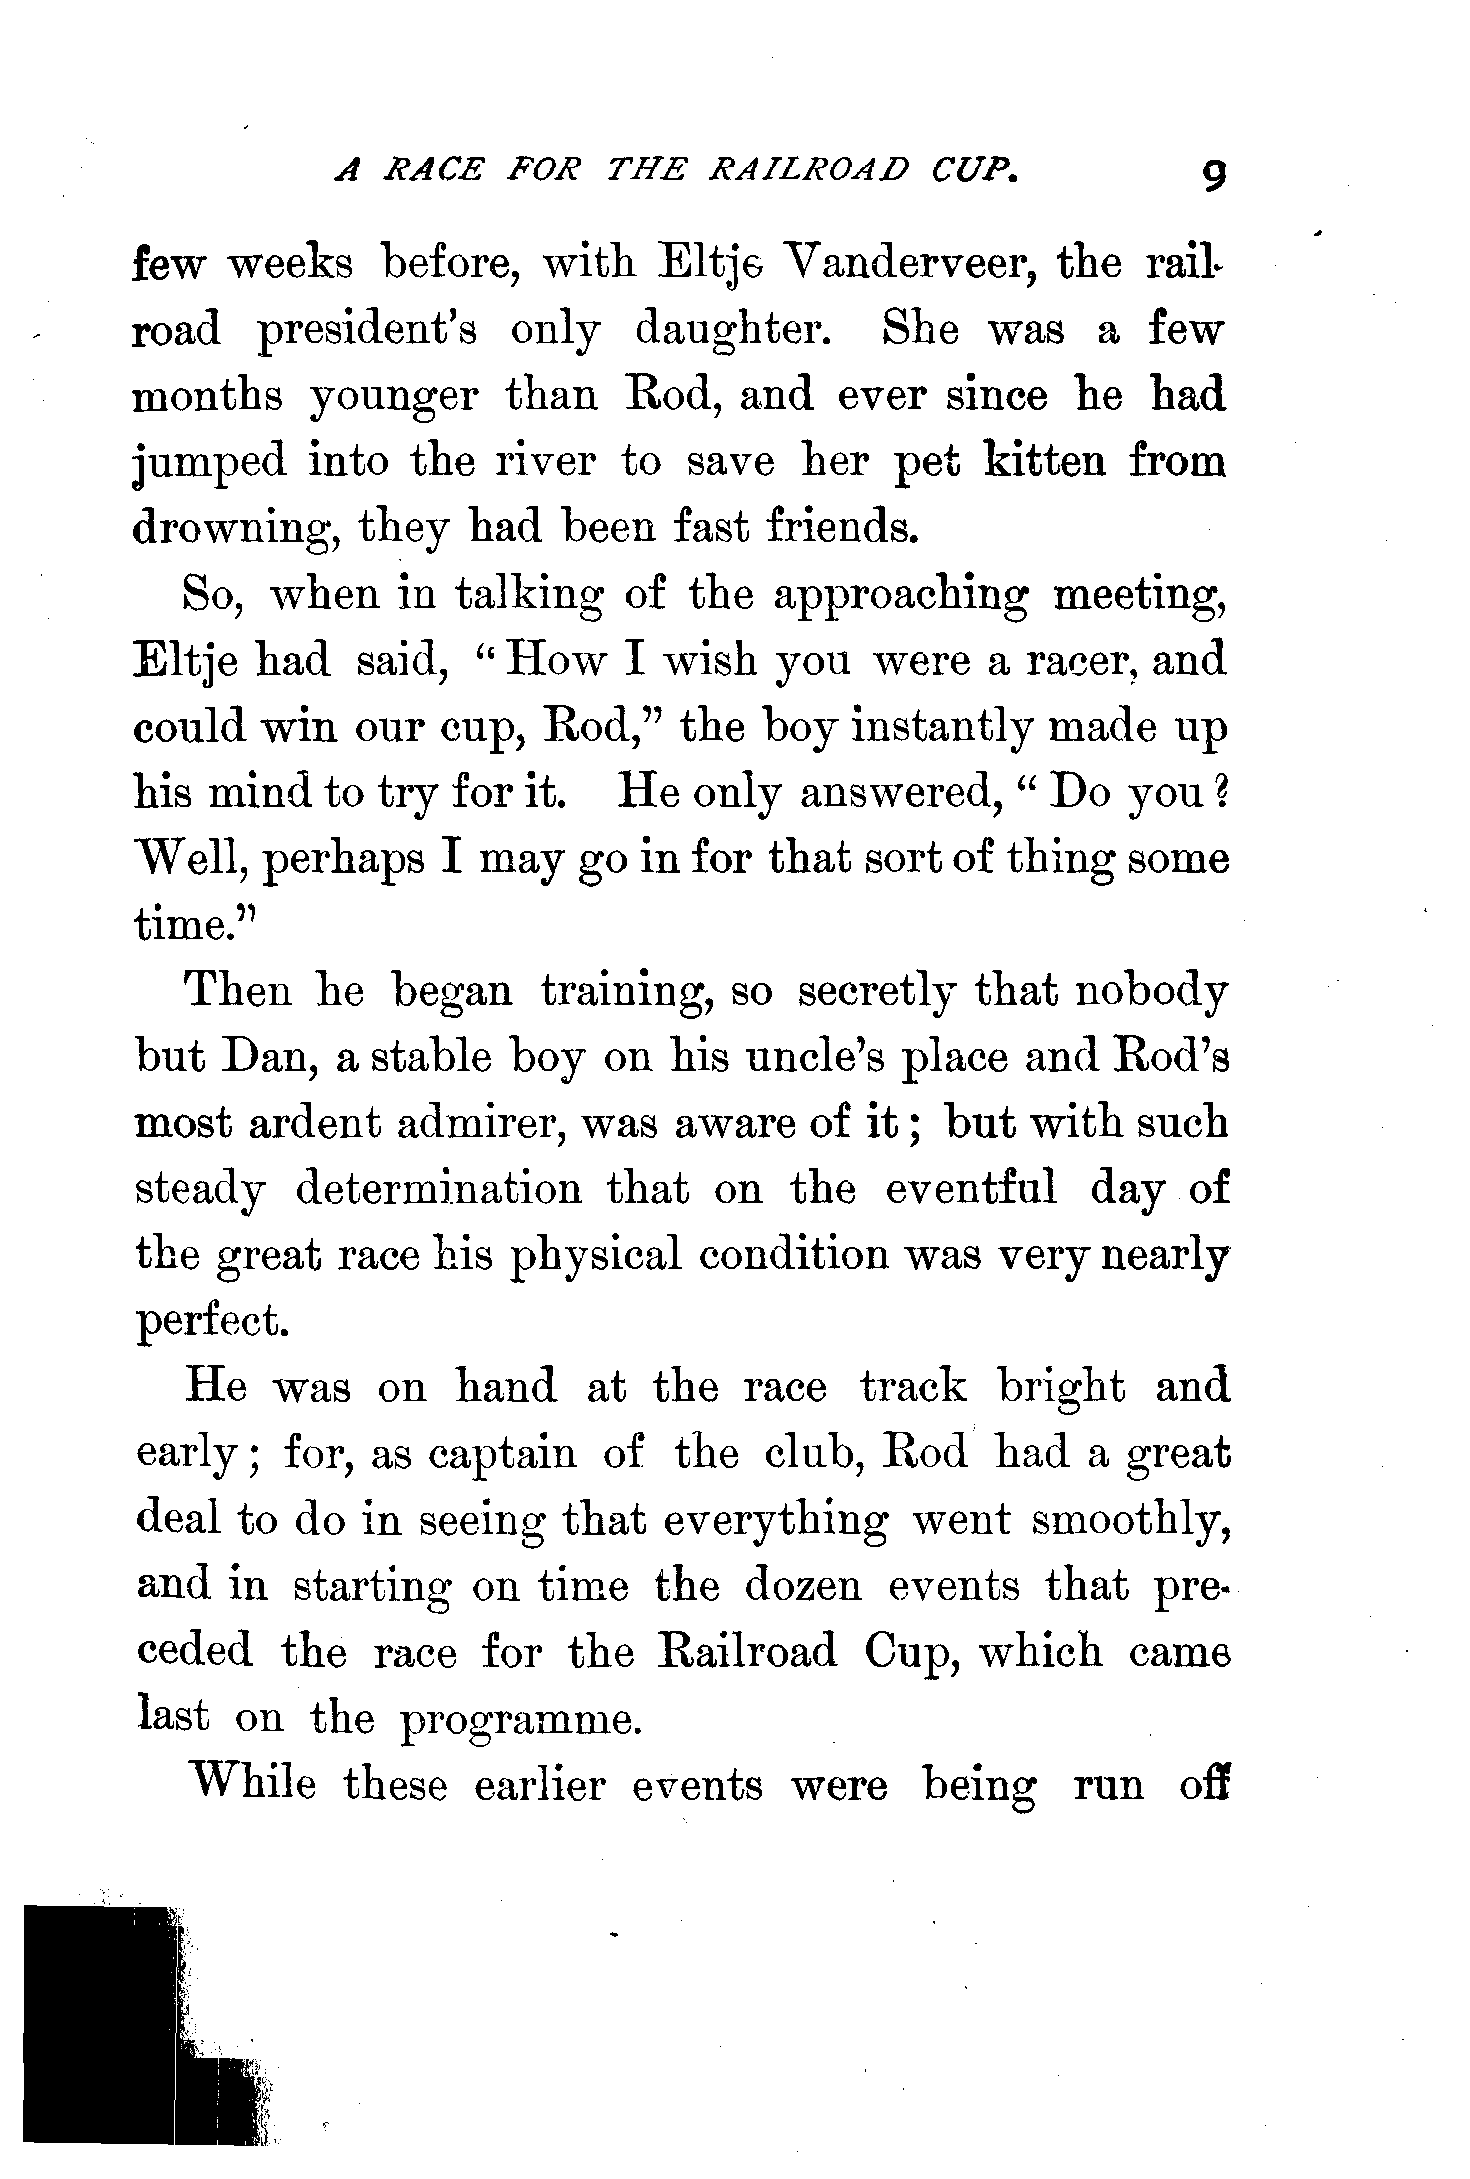 A RACE FOR THE RAILROAD CUP. 9
few weeks before, with Eltje Vanderveer, the rail-
road president's only daughter. She was a few
months younger than Rod, and ever since he had
jumped into the river to save her pet kitten from
drowning, they had been fast friends.
So, when in talking of the approaching meeting,
Eltje had said, “How I wish you were a racer, and
could win our cup, Rod,” the boy instantly made up
his mind to try for it. He only answered, “Do you?
Well, perhaps I may go in for that sort of thing some
time.”
Then he began training, so secretly that nobody
but Dan, a stable boy on his uncle's place and Rod's
most ardent admirer, was aware of it; but with such
steady determination that on the eventful day of
the great race his physical condition was very nearly
perfect.
He was on hand at the race track bright and
early; for, as captain of the club, Rod had a great
deal to do in seeing that everything went smoothly,
and in starting on time the dozen events that pre-
ceded the race for the Railroad Cup, which came
last on the programme.
While these earlier events were being run off